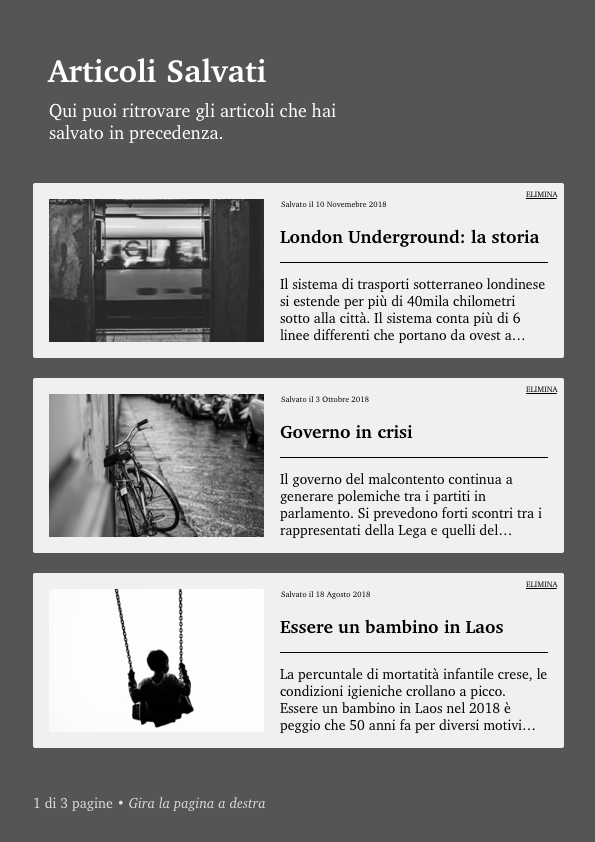 Articoli Salvati
Qui puoi ritrovare gli articoli che hai
salvato in precedenza.
ELIMINA
Salvato il 10 Novemebre 2018
London Underground: la storia
Il sistema di trasporti sotterraneo londinese
si estende per più di 40mila chilometri
sotto alla città. Il sistema conta più di 6
linee differenti che portano da ovest a…
ELIMINA
Salvato il 3 Ottobre 2018
Governo in crisi
Il governo del malcontento continua a
generare polemiche tra i partiti in
parlamento. Si prevedono forti scontri tra i
rappresentati della Lega e quelli del…
ELIMINA
Salvato il 18 Agosto 2018
Essere un bambino in Laos
La percuntale di mortatità infantile crese, le
condizioni igieniche crollano a picco.
Essere un bambino in Laos nel 2018 è
peggio che 50 anni fa per diversi motivi…
1 di 3 pagine • Gira la pagina a destra